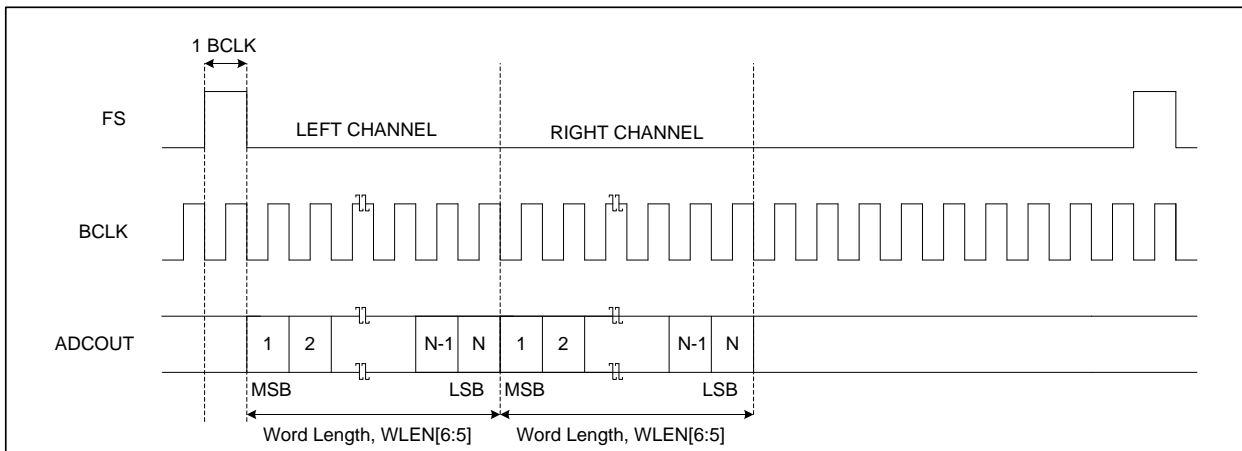 1 BCLK
FS
LEFT CHANNEL
RIGHT CHANNEL
BCLK
ADCOUT
1 2 N-1 N 1 2 N-1 N
MSB LSB MSB LSB
Word Length, WLEN[6:5] Word Length, WLEN[6:5]